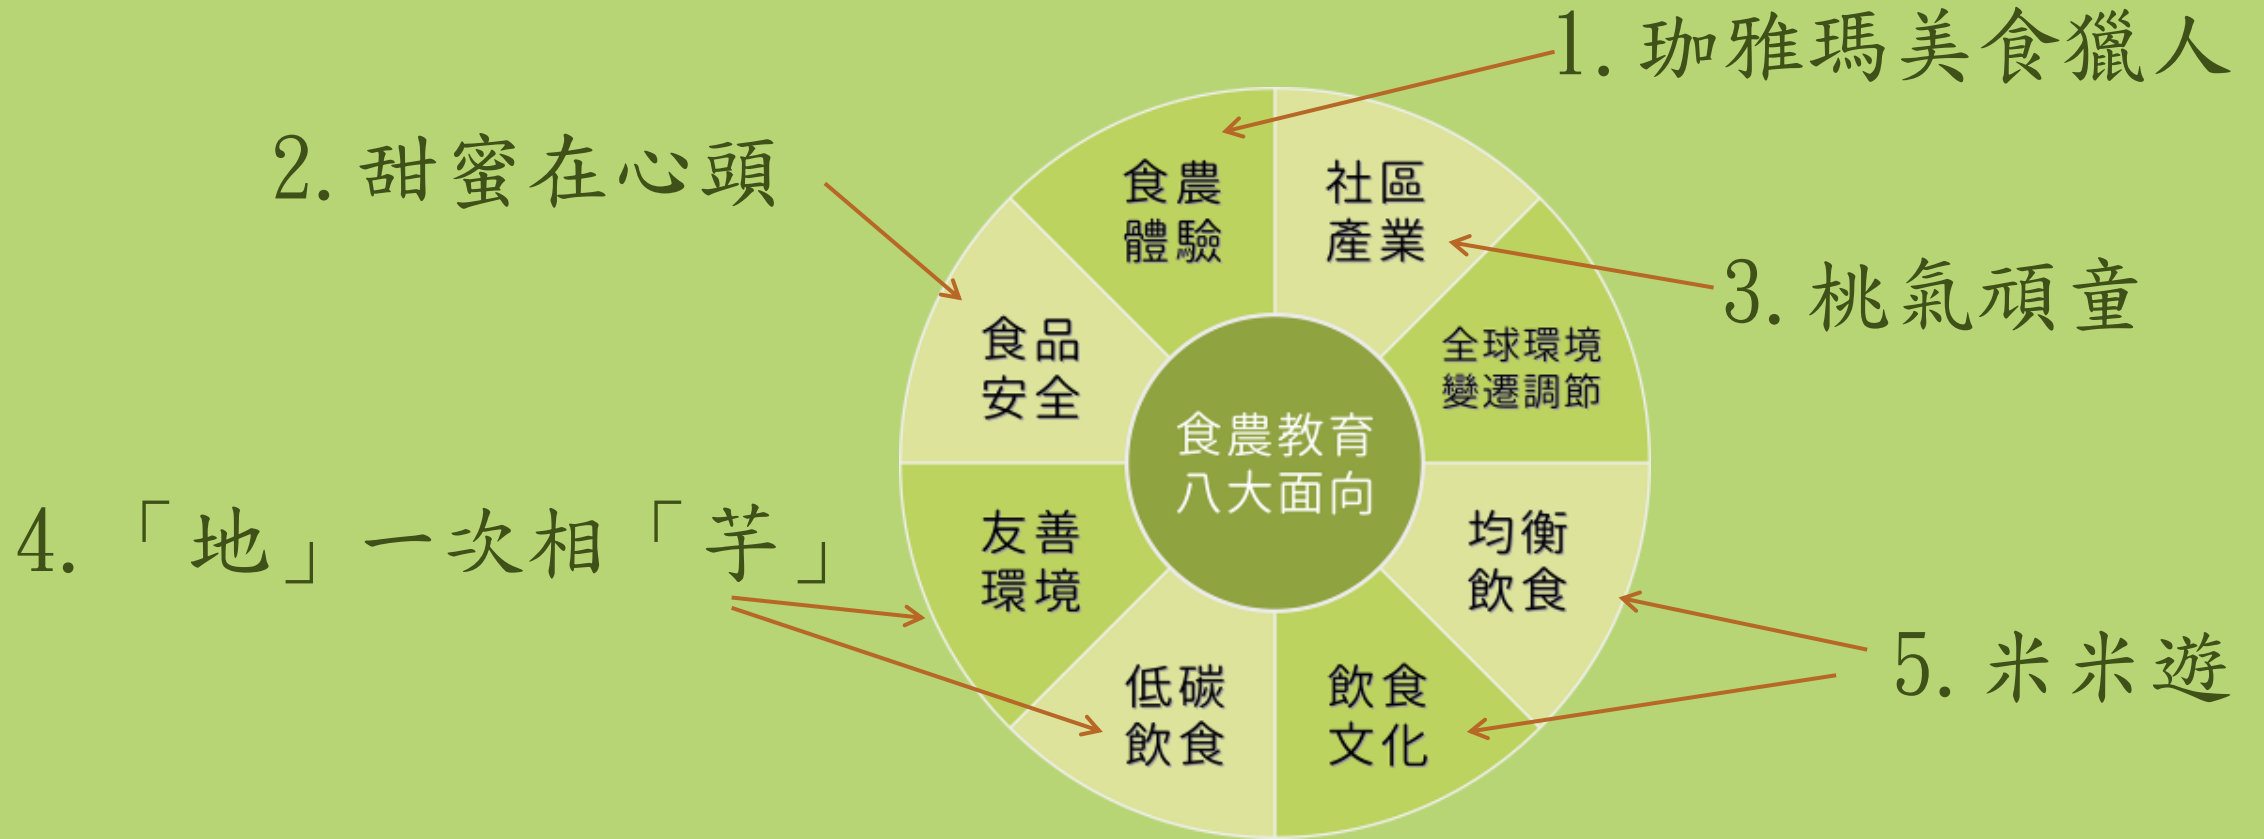 1.珈雅瑪美食獵人
2.甜蜜在心頭
食農
體驗
社區
產業
3.桃氣頑童
食品
安全
全球環境
變遷調節
食農教育
八大面向
4.「地」一次相「芋」
友善
環境
均衡
飲食
5.米米遊
低碳
飲食
飲食
文化